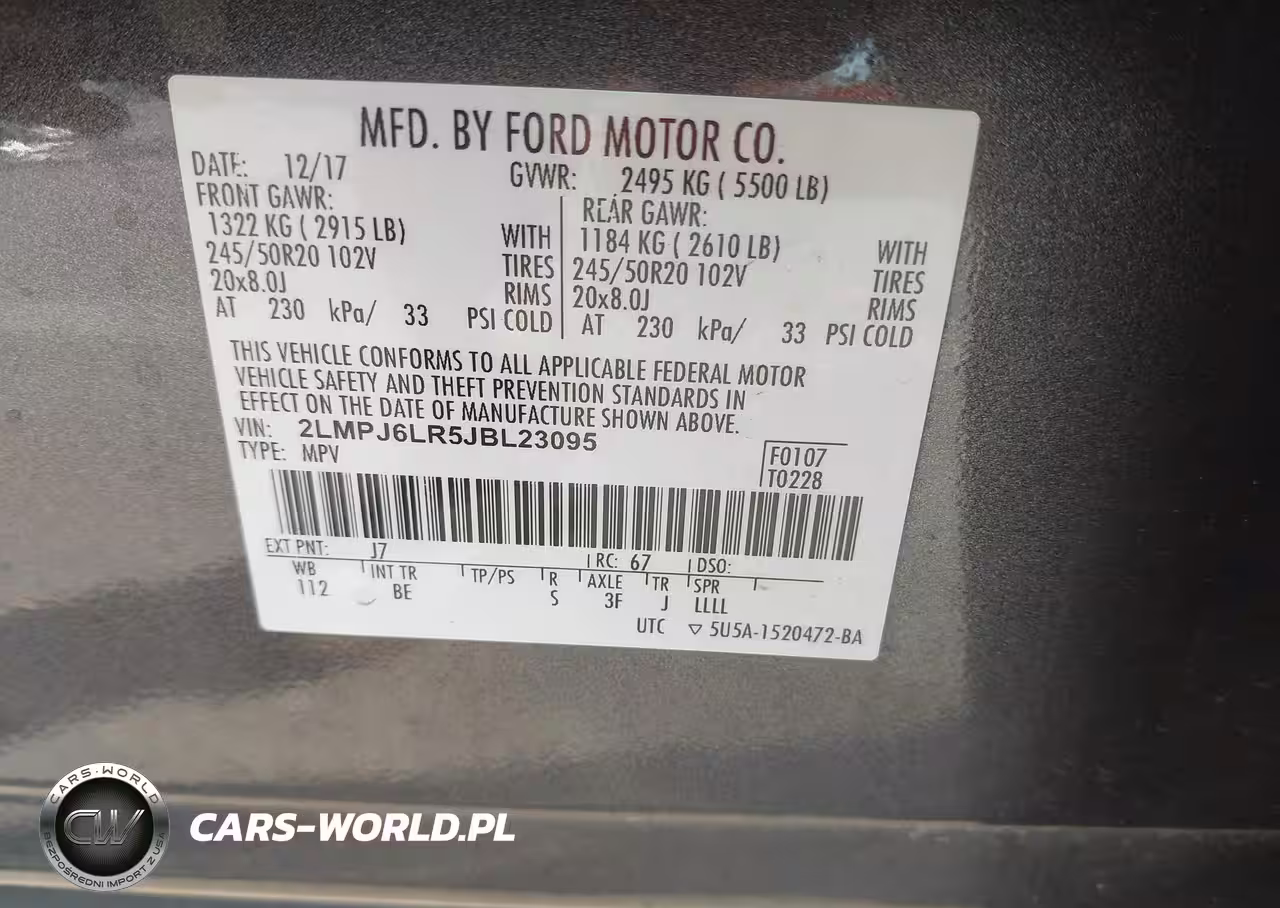 MFD. BY FORD MOTOR CO.
DATE: 12/17 GVWR: 2495 KG ( 5500 LB)
FRONT GAWR: REAR GAWR:
1322 KG ( 2915 LB) WITH 1184 KG ( 2610 LB) WITH
245/50R20 102V TIRES 245/50R20 102V TIRES
20x8.0J RIMS 20x8.0J RIMS
AT 230 kPa/ 33 PSI COLD AT 230 kPa/ 33 PSI COLD
THIS VEHICLE CONFORMS TO ALL APPLICABLE FEDERAL MOTOR
VEHICLE SAFETY AND THEFT PREVENTION STANDARDS IN
EFFECT ON THE DATE OF MANUFACTURE SHOWN ABOVE.
VIN: 2LMPJ6LR5JBL23095
TYPE: MPV
F0107
T0228
EXT PNT: J7 RC: 67 DSO:
WB INT TR TP/PS R AXLE TR SPR
112 BE S 3F J LLLL
UTC ▽ 5U5A-1520472-BA
CARS-WORLD
CW
BEZPOŚREDNI IMPORT Z USA
CARS-WORLD.PL